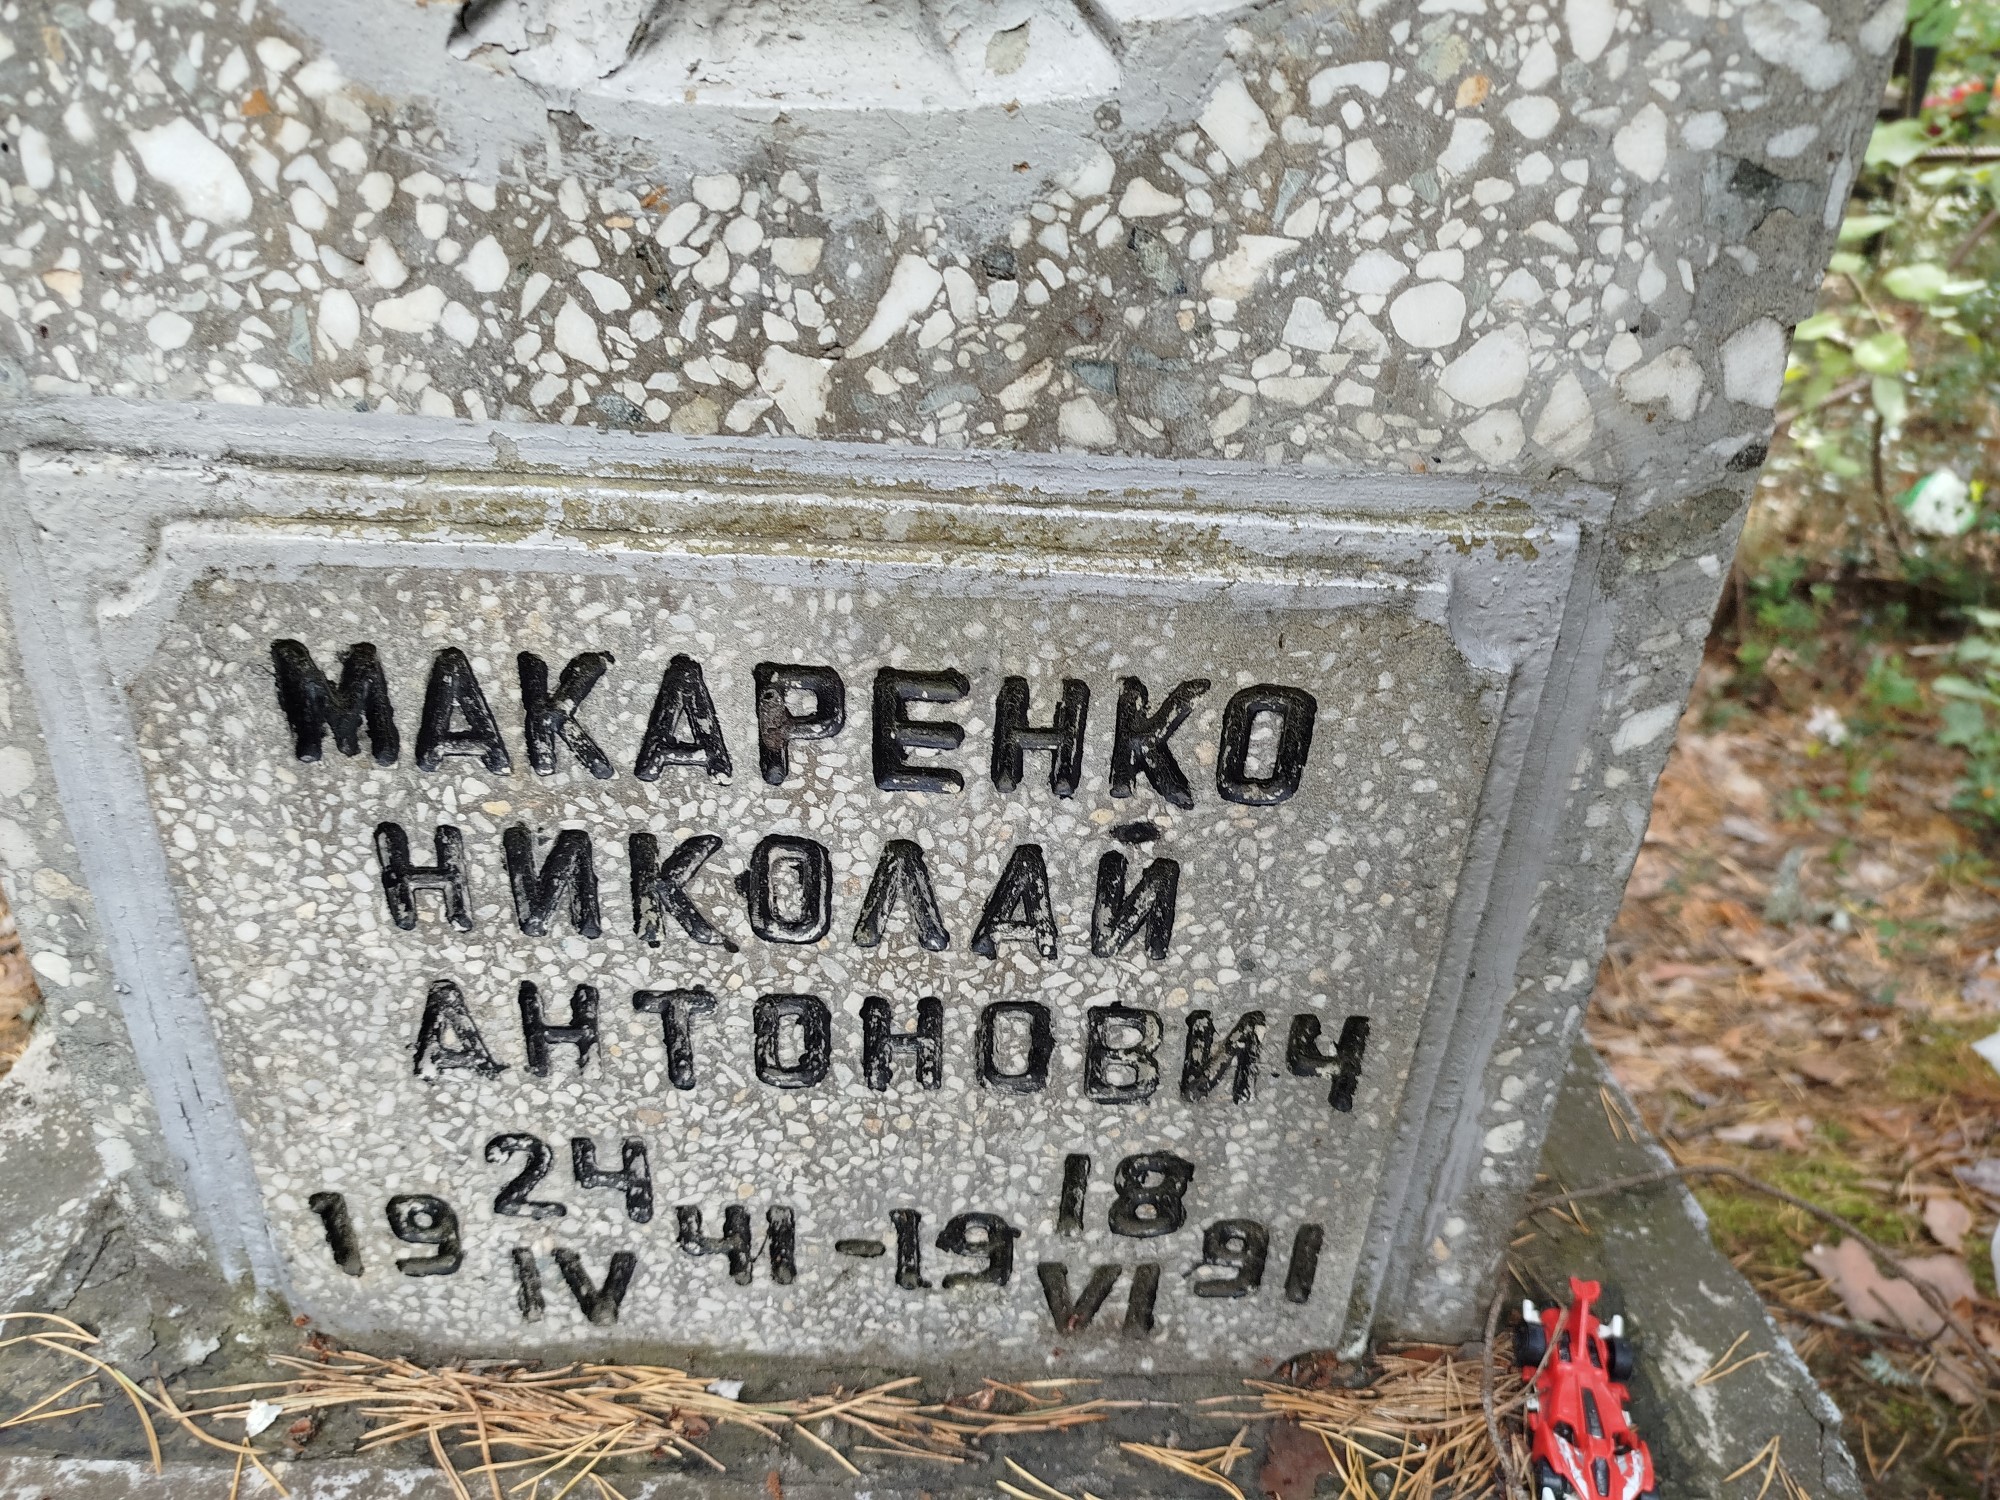 МАКАРЕНКО
НИКОЛАЙ
АНТОНОВИЧ
19 24/IV 41-19 18/VI 91